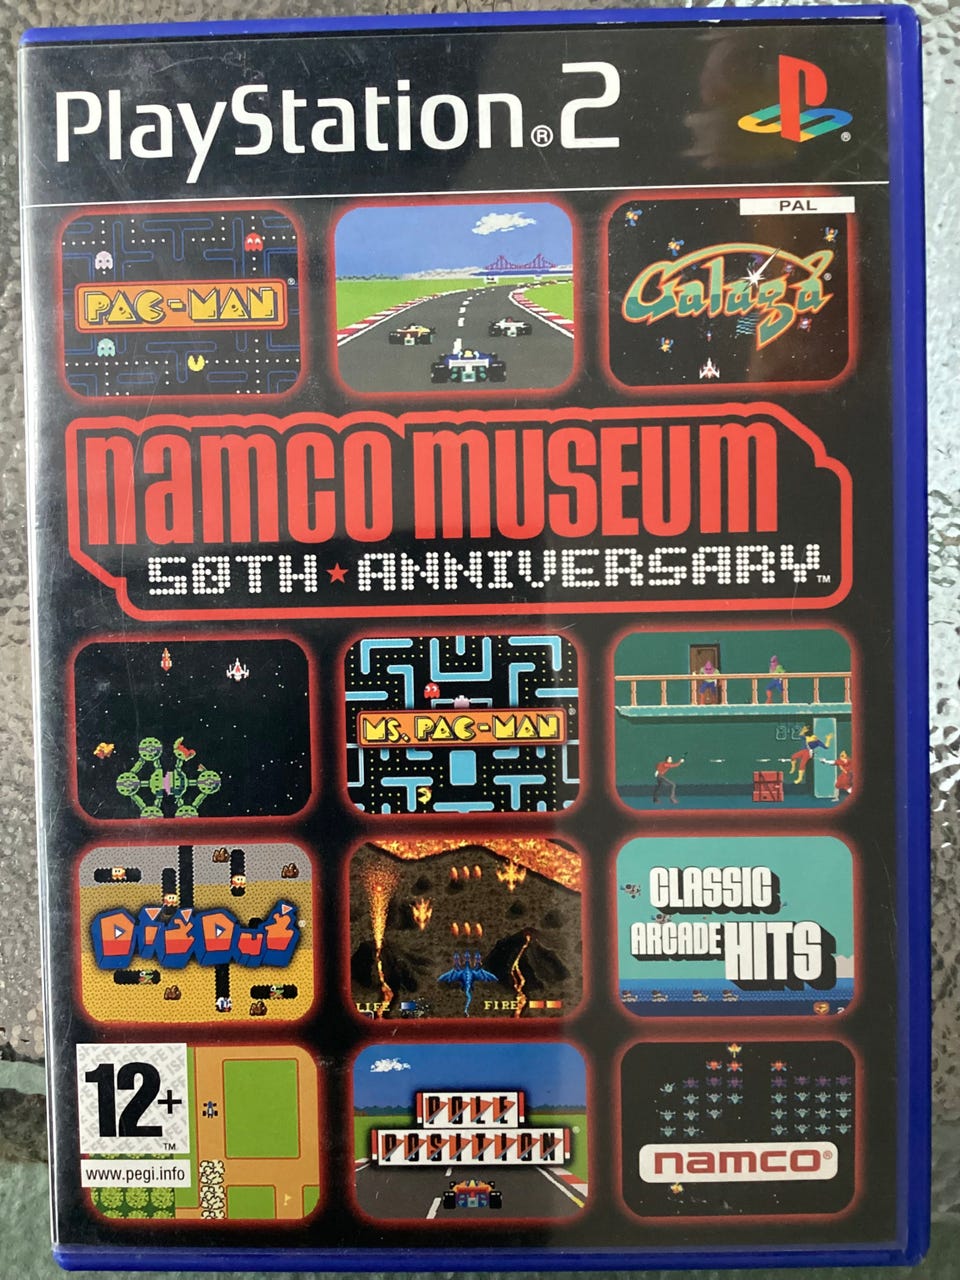 PlayStation®2
PAL
PAC-MAN®
Galaga®
namco museum
50TH ★ ANNIVERSARY™
MS. PAC-MAN
Dig Dug®
LIFE
FIRE
CLASSIC
ARCADE HITS
12+™
www.pegi.info
POLE
POSITION®
namco®